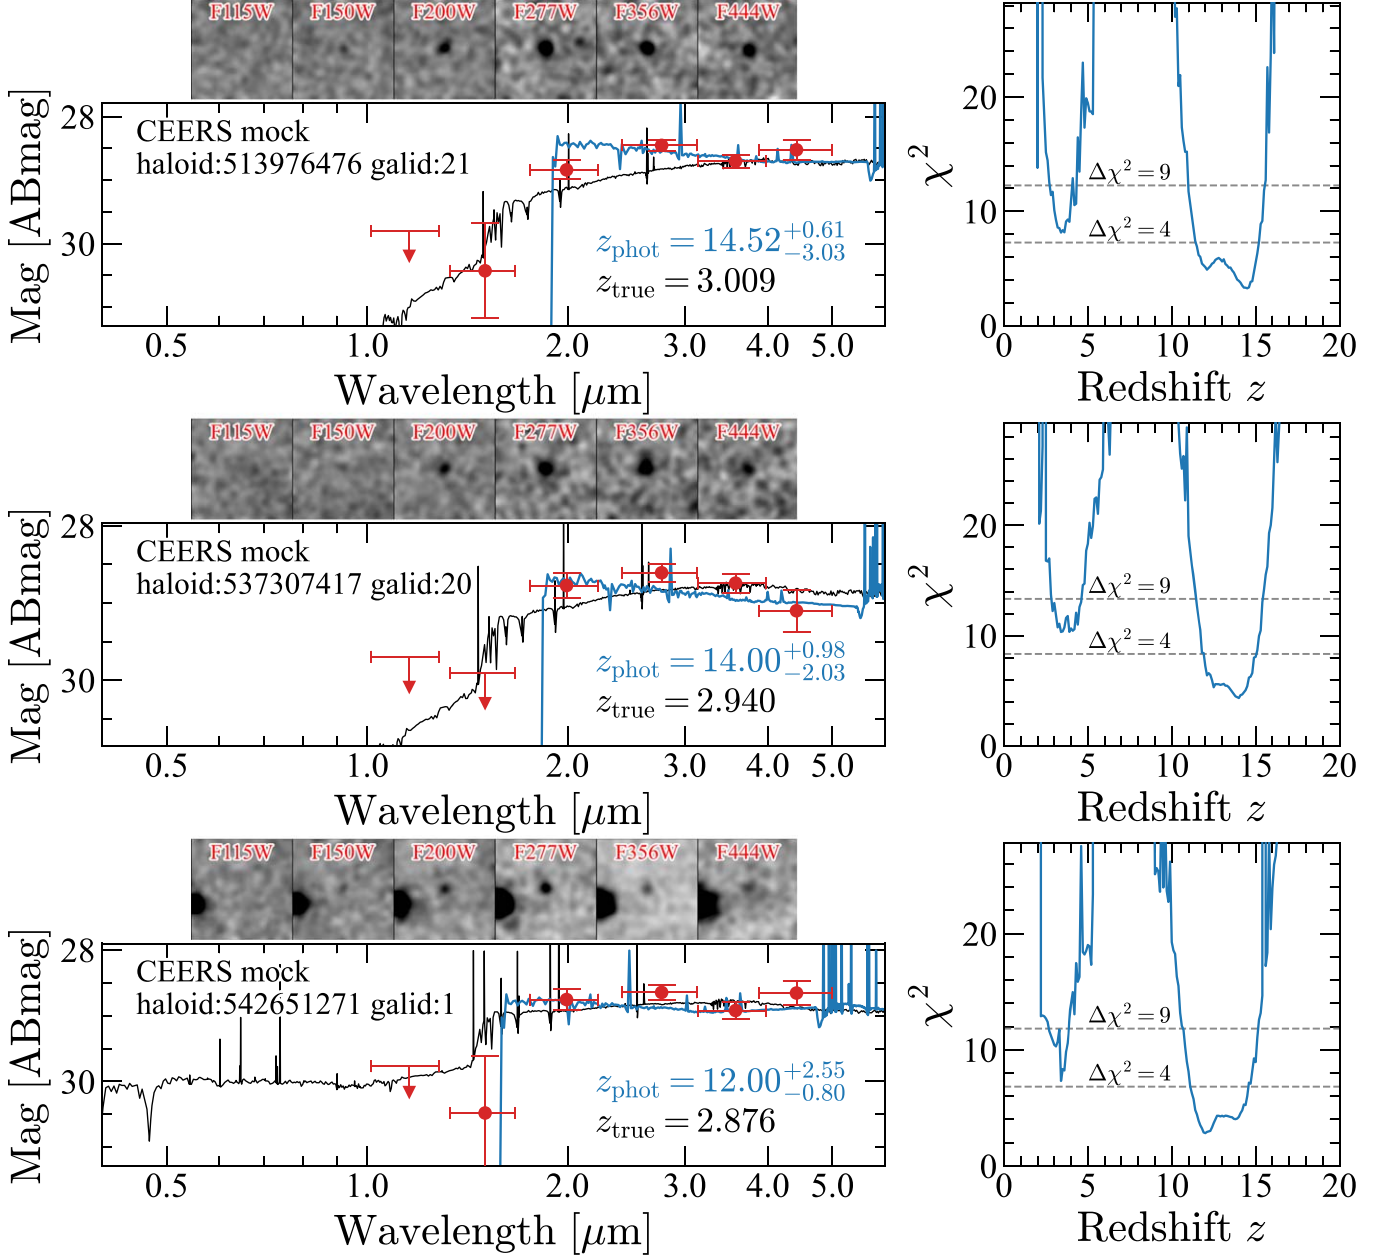 F115W F150W F200W F277W F356W F444W
CEERS mock
haloid:513976476 galid:21
z_phot = 14.52 +0.61 −3.03
z_true = 3.009
28
30
Mag [ABmag]
0.5 1.0 2.0 3.0 4.0 5.0
Wavelength [μm]
Δχ² = 9
Δχ² = 4
χ²
20
10
0
0 5 10 15 20
Redshift z
F115W F150W F200W F277W F356W F444W
CEERS mock
haloid:537307417 galid:20
z_phot = 14.00 +0.98 −2.03
z_true = 2.940
28
30
Mag [ABmag]
0.5 1.0 2.0 3.0 4.0 5.0
Wavelength [μm]
Δχ² = 9
Δχ² = 4
χ²
20
10
0
0 5 10 15 20
Redshift z
F115W F150W F200W F277W F356W F444W
CEERS mock
haloid:542651271 galid:1
z_phot = 12.00 +2.55 −0.80
z_true = 2.876
28
30
Mag [ABmag]
0.5 1.0 2.0 3.0 4.0 5.0
Wavelength [μm]
Δχ² = 9
Δχ² = 4
χ²
20
10
0
0 5 10 15 20
Redshift z